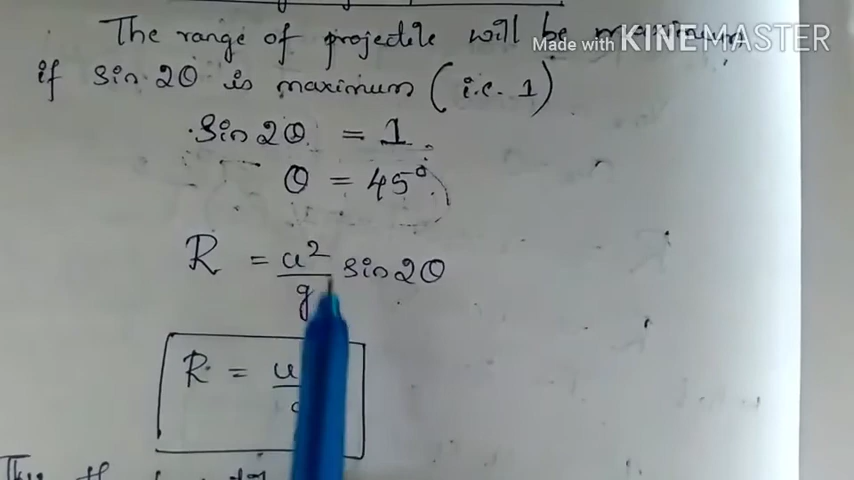 The range of projectile will be maximum
Made with KINEMASTER
if sin 2θ is maximum (i.e. 1)
sin 2θ = 1.
θ = 45°
R = u²/g sin 2θ
R = u